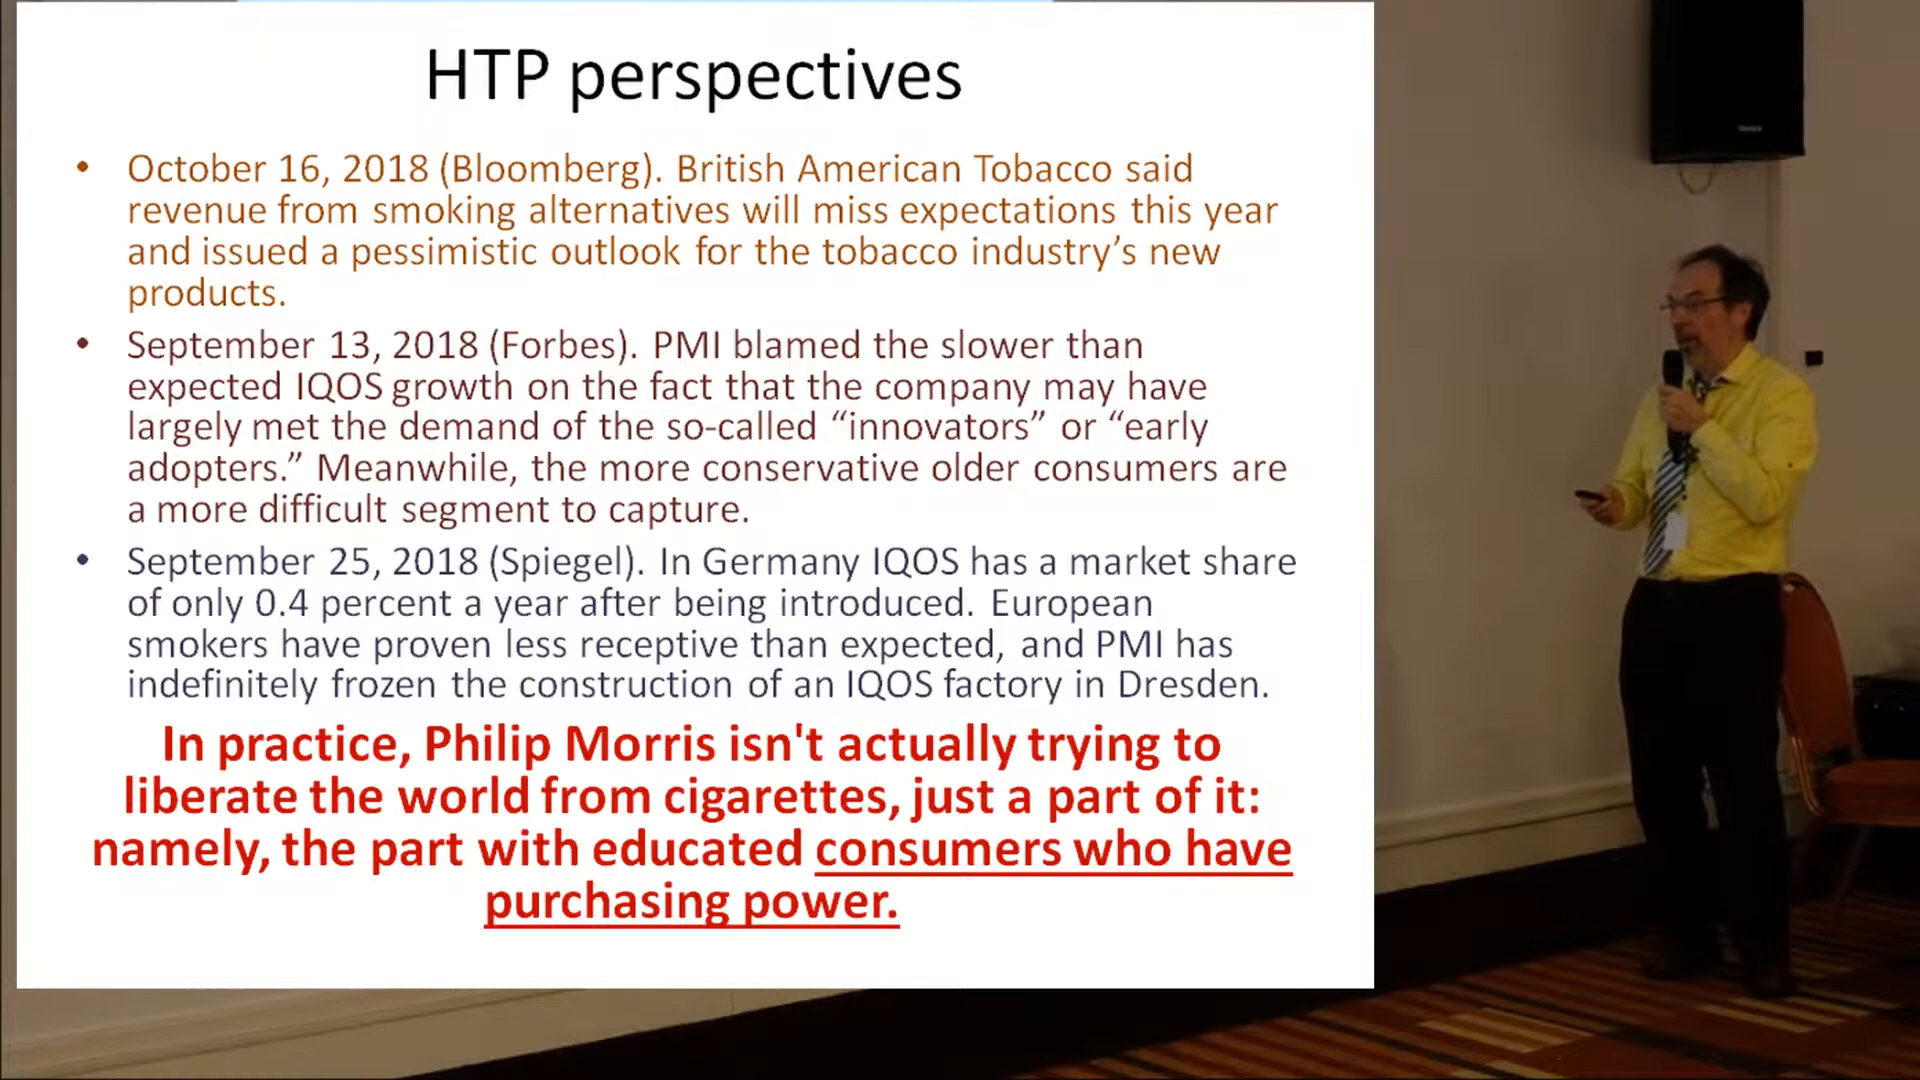 HTP perspectives
• October 16, 2018 (Bloomberg). British American Tobacco said
revenue from smoking alternatives will miss expectations this year
and issued a pessimistic outlook for the tobacco industry’s new
products.
• September 13, 2018 (Forbes). PMI blamed the slower than
expected IQOS growth on the fact that the company may have
largely met the demand of the so-called “innovators” or “early
adopters.” Meanwhile, the more conservative older consumers are
a more difficult segment to capture.
• September 25, 2018 (Spiegel). In Germany IQOS has a market share
of only 0.4 percent a year after being introduced. European
smokers have proven less receptive than expected, and PMI has
indefinitely frozen the construction of an IQOS factory in Dresden.
In practice, Philip Morris isn't actually trying to
liberate the world from cigarettes, just a part of it:
namely, the part with educated consumers who have
purchasing power.